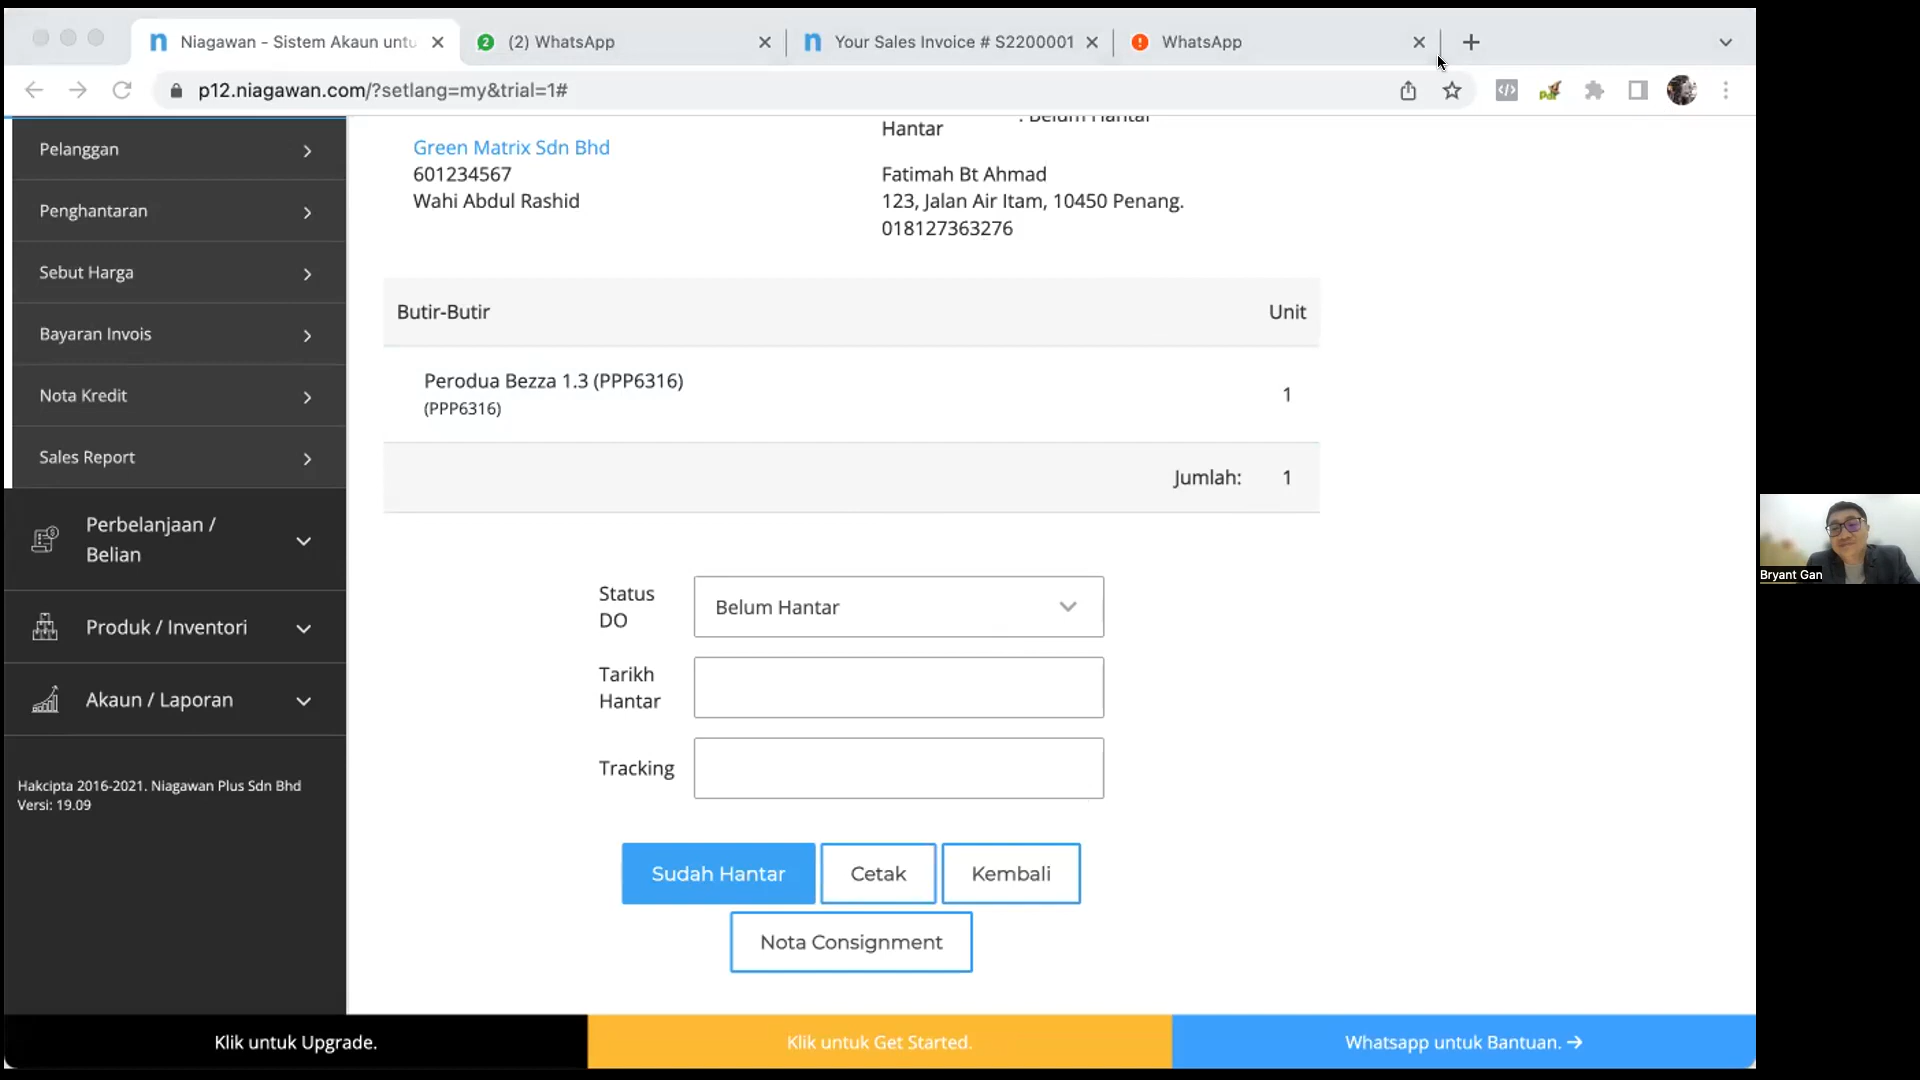 Niagawan - Sistem Akaun untu
(2) WhatsApp
Your Sales Invoice # S2200001
WhatsApp
p12.niagawan.com/?setlang=my&trial=1#
Pelanggan
Penghantaran
Sebut Harga
Bayaran Invois
Nota Kredit
Sales Report
Perbelanjaan /
Belian
Produk / Inventori
Akaun / Laporan
Hakcipta 2016-2021. Niagawan Plus Sdn Bhd
Versi: 19.09
Green Matrix Sdn Bhd
601234567
Wahi Abdul Rashid
Hantar : Belum Hantar
Fatimah Bt Ahmad
123, Jalan Air Itam, 10450 Penang.
018127363276
Butir-Butir Unit
Perodua Bezza 1.3 (PPP6316) 1
(PPP6316)
Jumlah: 1
Status
DO
Belum Hantar
Tarikh
Hantar
Tracking
Sudah Hantar
Cetak
Kembali
Nota Consignment
Klik untuk Upgrade.
Klik untuk Get Started.
Whatsapp untuk Bantuan. →
Bryant Gan